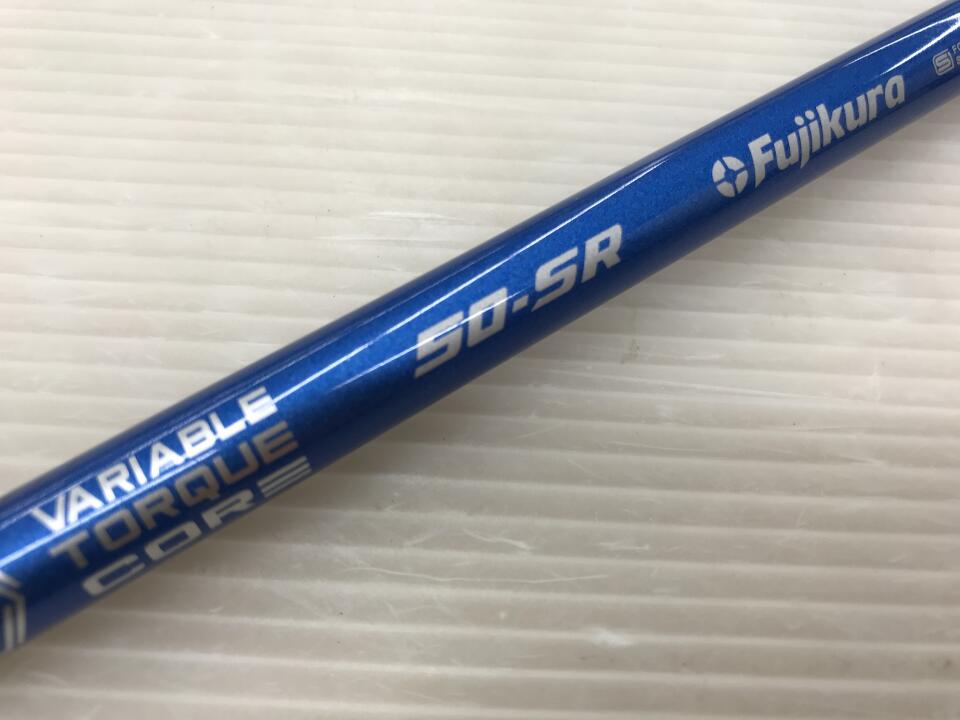 VARIABLE
TORQUE
CORE
50-SR
Fujikura